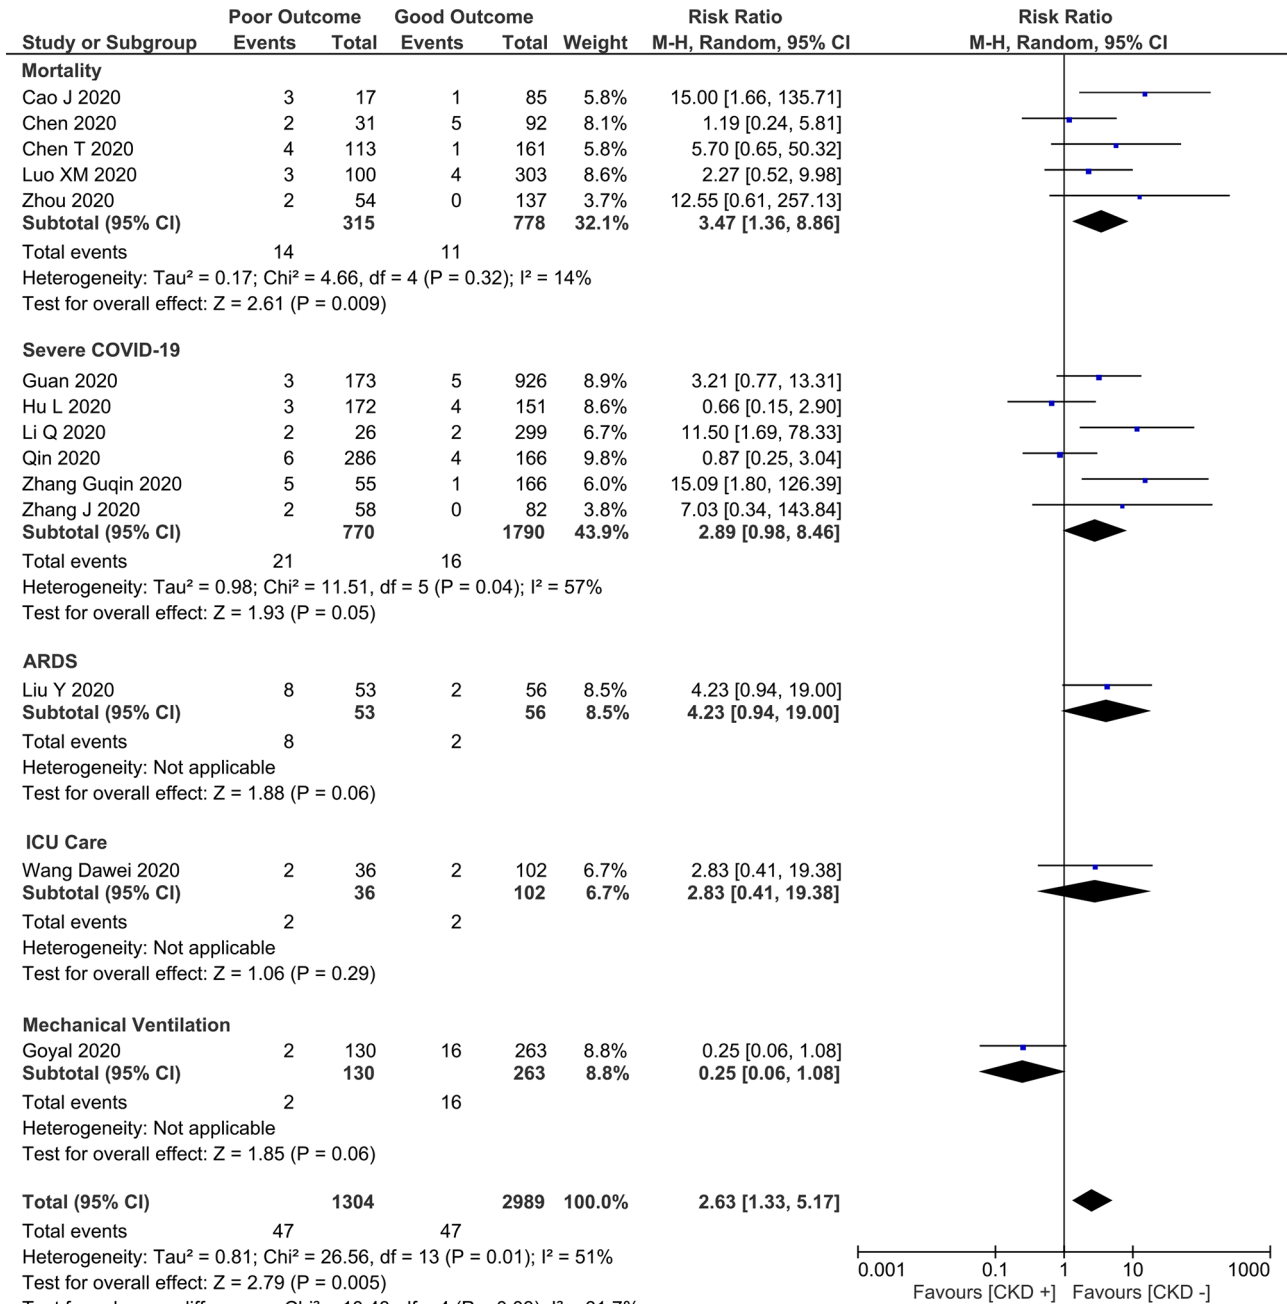 Poor Outcome Good Outcome Risk Ratio Risk Ratio
Study or Subgroup Events Total Events Total Weight M-H, Random, 95% CI M-H, Random, 95% CI
Mortality
Cao J 2020 3 17 1 85 5.8% 15.00 [1.66, 135.71]
Chen 2020 2 31 5 92 8.1% 1.19 [0.24, 5.81]
Chen T 2020 4 113 1 161 5.8% 5.70 [0.65, 50.32]
Luo XM 2020 3 100 4 303 8.6% 2.27 [0.52, 9.98]
Zhou 2020 2 54 0 137 3.7% 12.55 [0.61, 257.13]
Subtotal (95% CI) 315 778 32.1% 3.47 [1.36, 8.86]
Total events 14 11
Heterogeneity: Tau² = 0.17; Chi² = 4.66, df = 4 (P = 0.32); I² = 14%
Test for overall effect: Z = 2.61 (P = 0.009)
Severe COVID-19
Guan 2020 3 173 5 926 8.9% 3.21 [0.77, 13.31]
Hu L 2020 3 172 4 151 8.6% 0.66 [0.15, 2.90]
Li Q 2020 2 26 2 299 6.7% 11.50 [1.69, 78.33]
Qin 2020 6 286 4 166 9.8% 0.87 [0.25, 3.04]
Zhang Guqin 2020 5 55 1 166 6.0% 15.09 [1.80, 126.39]
Zhang J 2020 2 58 0 82 3.8% 7.03 [0.34, 143.84]
Subtotal (95% CI) 770 1790 43.9% 2.89 [0.98, 8.46]
Total events 21 16
Heterogeneity: Tau² = 0.98; Chi² = 11.51, df = 5 (P = 0.04); I² = 57%
Test for overall effect: Z = 1.93 (P = 0.05)
ARDS
Liu Y 2020 8 53 2 56 8.5% 4.23 [0.94, 19.00]
Subtotal (95% CI) 53 56 8.5% 4.23 [0.94, 19.00]
Total events 8 2
Heterogeneity: Not applicable
Test for overall effect: Z = 1.88 (P = 0.06)
ICU Care
Wang Dawei 2020 2 36 2 102 6.7% 2.83 [0.41, 19.38]
Subtotal (95% CI) 36 102 6.7% 2.83 [0.41, 19.38]
Total events 2 2
Heterogeneity: Not applicable
Test for overall effect: Z = 1.06 (P = 0.29)
Mechanical Ventilation
Goyal 2020 2 130 16 263 8.8% 0.25 [0.06, 1.08]
Subtotal (95% CI) 130 263 8.8% 0.25 [0.06, 1.08]
Total events 2 16
Heterogeneity: Not applicable
Test for overall effect: Z = 1.85 (P = 0.06)
Total (95% CI) 1304 2989 100.0% 2.63 [1.33, 5.17]
Total events 47 47
Heterogeneity: Tau² = 0.81; Chi² = 26.56, df = 13 (P = 0.01); I² = 51%
Test for overall effect: Z = 2.79 (P = 0.005)
0.001 0.1 1 10 1000
Favours [CKD +] Favours [CKD -]